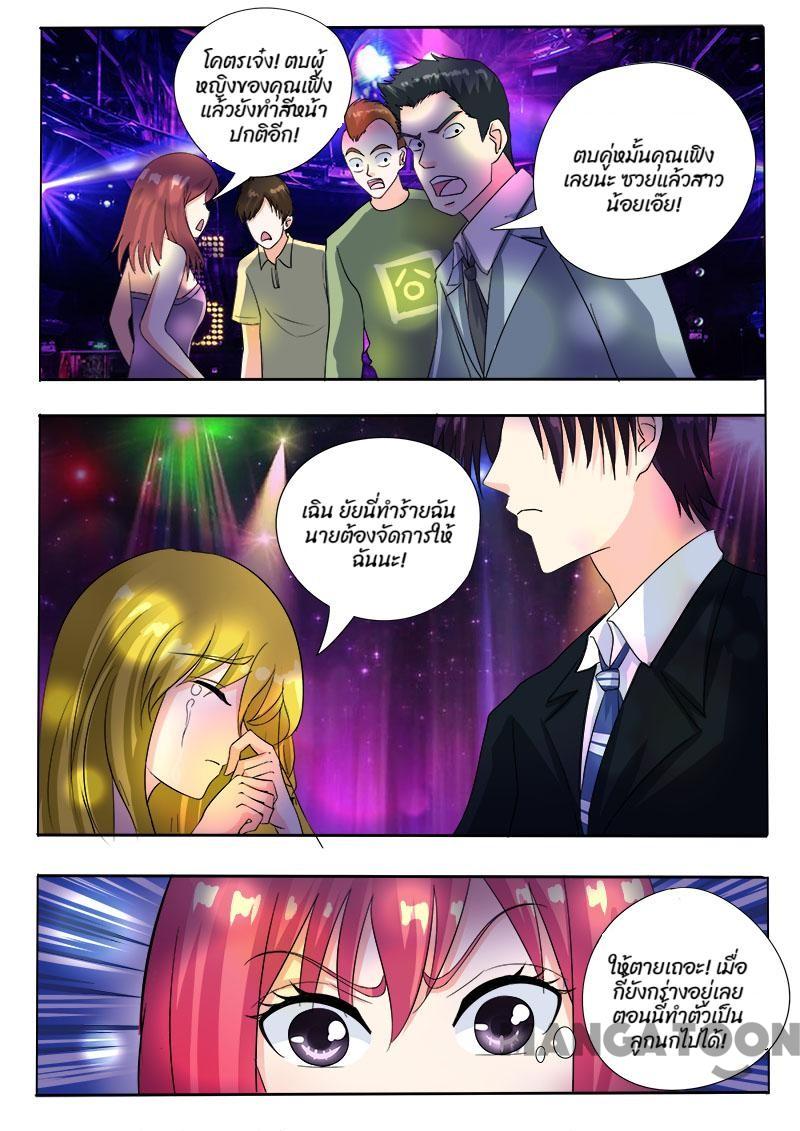 โคตรเจ๋ง! ตบผู้
หญิงของคุณเฟิง
แล้วยังทำสีหน้า
ปกติอีก!
ตบคู่หมั้นคุณเฟิง
เลยนะ ซวยแล้วสาว
น้อยเอ๊ย!
谷
เฉิน ยัยนี่ทำร้ายฉัน
นายต้องจัดการให้
ฉันนะ!
ให้ตายเถอะ! เมื่อ
กี้ยังกร่างอยู่เลย
ตอนนี้ทำตัวเป็น
ลูกนกไปได้!
MANGATOON